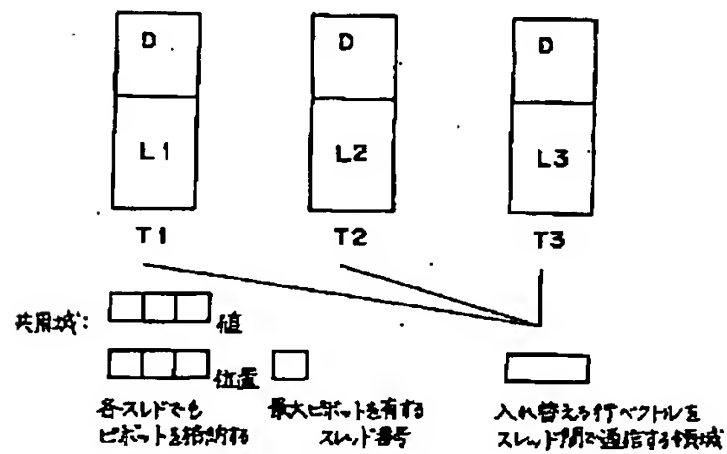 D D D
L1 L2 L3
T1 T2 T3
共用域: 値
位置
各スレドでも
ピボットを格納する
最大ピボットを有する
スレッド番号
入れ替える行ベクトルを
スレッド間で通信する領域